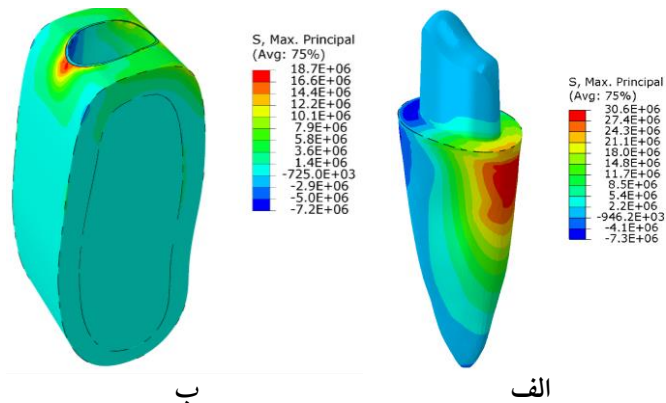 S, Max. Principal
(Avg: 75%)
18.7E+06
16.6E+06
14.4E+06
12.2E+06
10.1E+06
7.9E+06
5.8E+06
3.6E+06
1.4E+06
-725.0E+03
-2.9E+06
-5.0E+06
-7.2E+06
ب
S, Max. Principal
(Avg: 75%)
30.6E+06
27.4E+06
24.3E+06
21.1E+06
18.0E+06
14.8E+06
11.7E+06
8.5E+06
5.4E+06
2.2E+06
-946.2E+03
-4.1E+06
-7.3E+06
الف